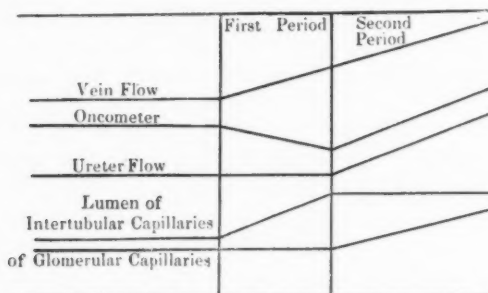 First Period Second
Period
Vein Flow
Oncometer
Ureter Flow
Lumen of
Intertubular Capillaries
of Glomerular Capillaries